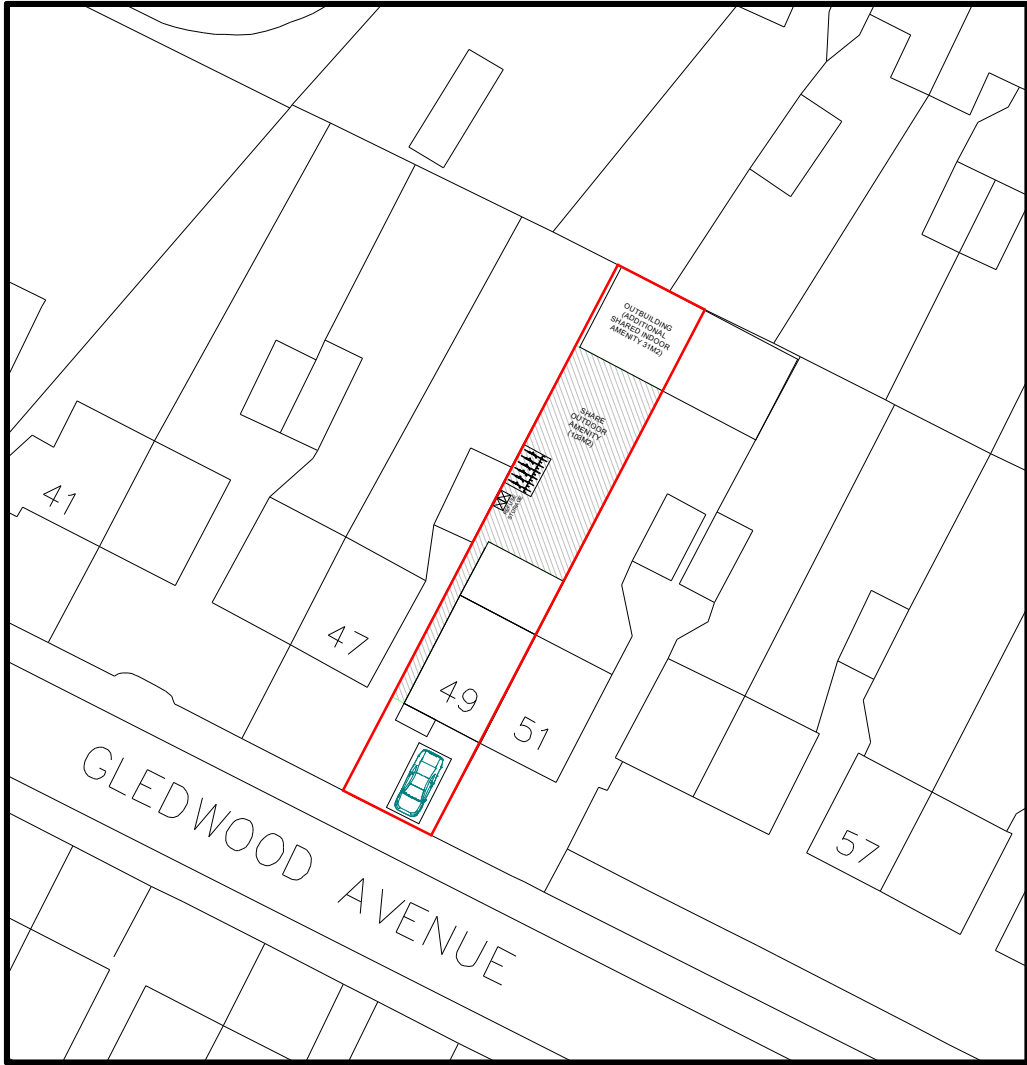 OUTBUILDING
(ADDITIONAL
SHARED INDOOR
AMENITY 31M2)
SHARE
OUTDOOR
AMENITY
(103M2)
41
47
49
51
57
GLEDWOOD AVENUE